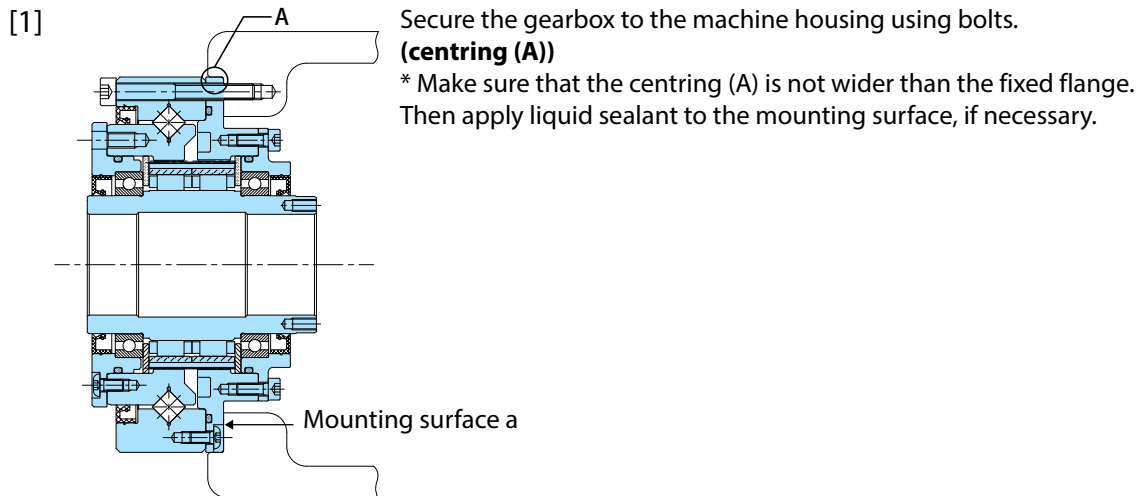 [1]
A
Secure the gearbox to the machine housing using bolts.
(centring (A))
* Make sure that the centring (A) is not wider than the fixed flange.
Then apply liquid sealant to the mounting surface, if necessary.
Mounting surface a